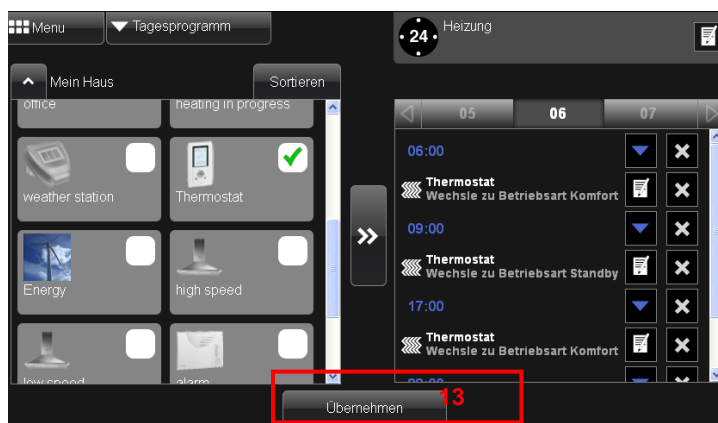 Menu
Tagesprogramm
24
Heizung
Mein Haus
Sortieren
office
heating in progress
05
06
07
06:00
weather station
Thermostat
Thermostat
Wechsle zu Betriebsart Komfort
09:00
Energy
high speed
Thermostat
Wechsle zu Betriebsart Standby
17:00
Thermostat
Wechsle zu Betriebsart Komfort
low speed
alarm
Übernehmen
13